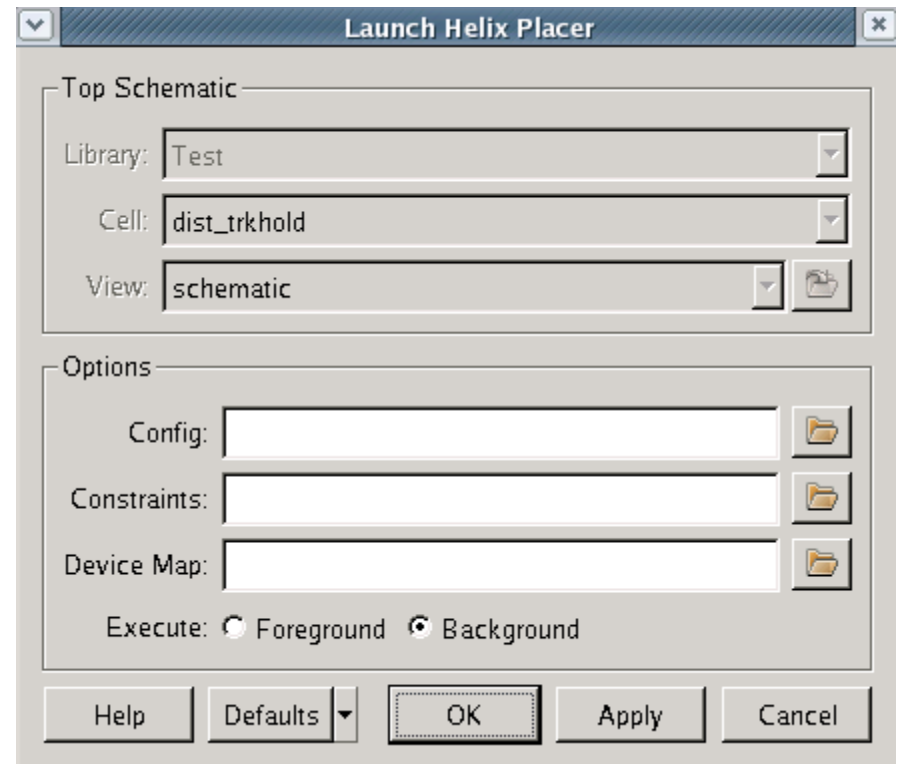 Launch Helix Placer
Top Schematic
Library: Test
Cell: dist_trkhold
View: schematic
Options
Config:
Constraints:
Device Map:
Execute: Foreground Background
Help Defaults OK Apply Cancel